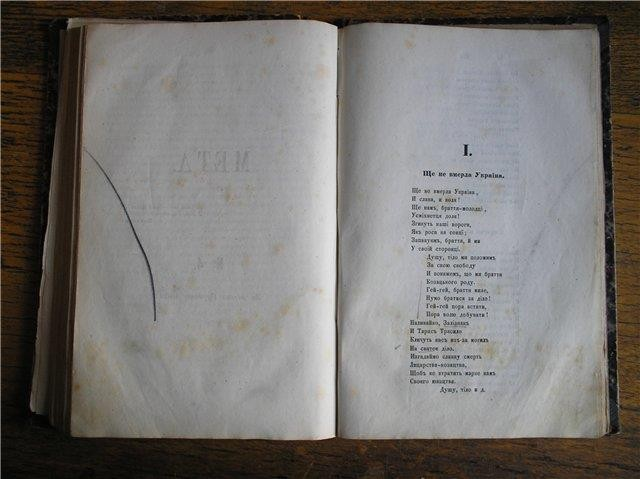 МЕТА
I.
Ще не вмерла Україна.
Ще не вмерла Україна,
И слава, и воля!
Ще намъ, браття-молодці,
Усміхнетця доля!
Згинуть наші вороги,
Якъ роса на сонці;
Запануємъ, браття, й ми
У своїй сторонці.
Душу, тіло ми положимъ
За свою свободу
И покажемъ, що ми браття
Козацького роду.
Гей-гей, браття миле,
Нумо братися за діло!
Гей-гей пора встати,
Пора волю добувати!
Наливайко, Залізнякъ
И Тарасъ Трясило
Кличуть насъ изъ-за могилъ
На святеє діло.
Изгадаймо славну смерть
Лицарства-козацтва,
Щобъ не втратить марне намъ
Своего юнацтва.
Душу, тіло и д.